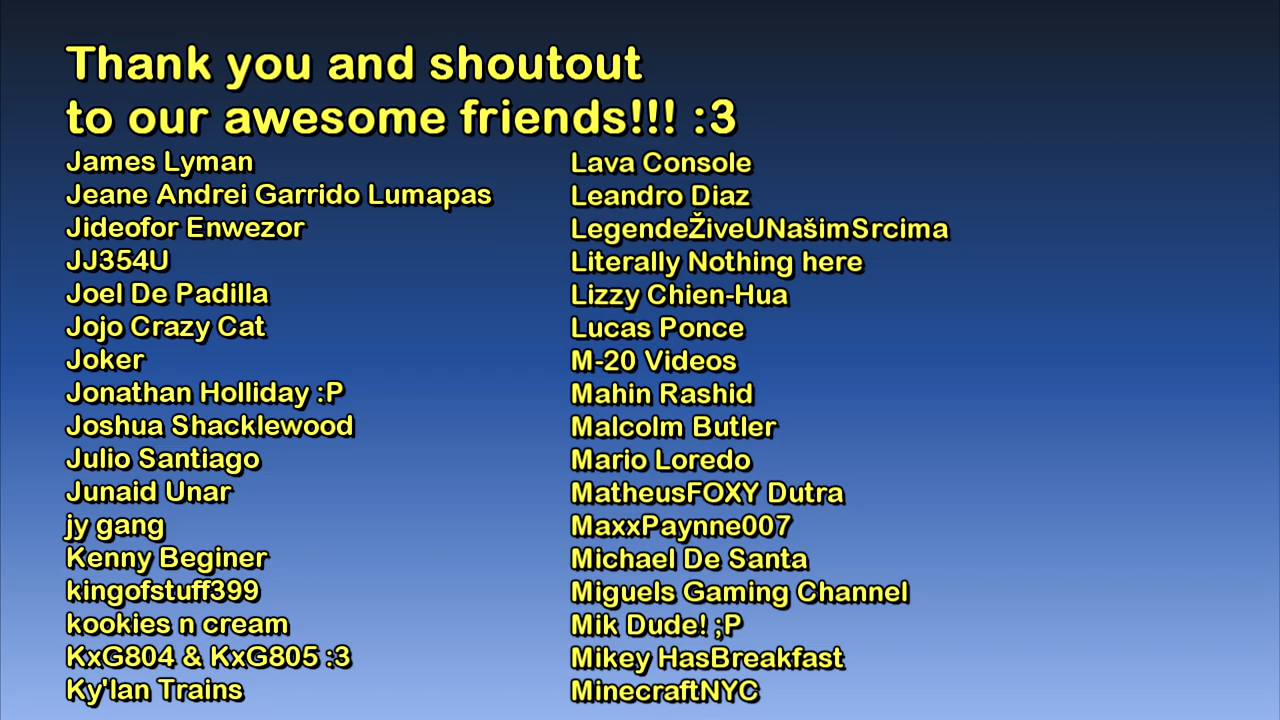 Thank you and shoutout
to our awesome friends!!! :3
James Lyman
Jeane Andrei Garrido Lumapas
Jideofor Enwezor
JJ354U
Joel De Padilla
Jojo Crazy Cat
Joker
Jonathan Holliday :P
Joshua Shacklewood
Julio Santiago
Junaid Unar
jy gang
Kenny Beginer
kingofstuff399
kookies n cream
KxG804 & KxG805 :3
Ky'lan Trains
Lava Console
Leandro Diaz
LegendeŽiveUNašimSrcima
Literally Nothing here
Lizzy Chien-Hua
Lucas Ponce
M-20 Videos
Mahin Rashid
Malcolm Butler
Mario Loredo
MatheusFOXY Dutra
MaxxPaynne007
Michael De Santa
Miguels Gaming Channel
Mik Dude! ;P
Mikey HasBreakfast
MinecraftNYC